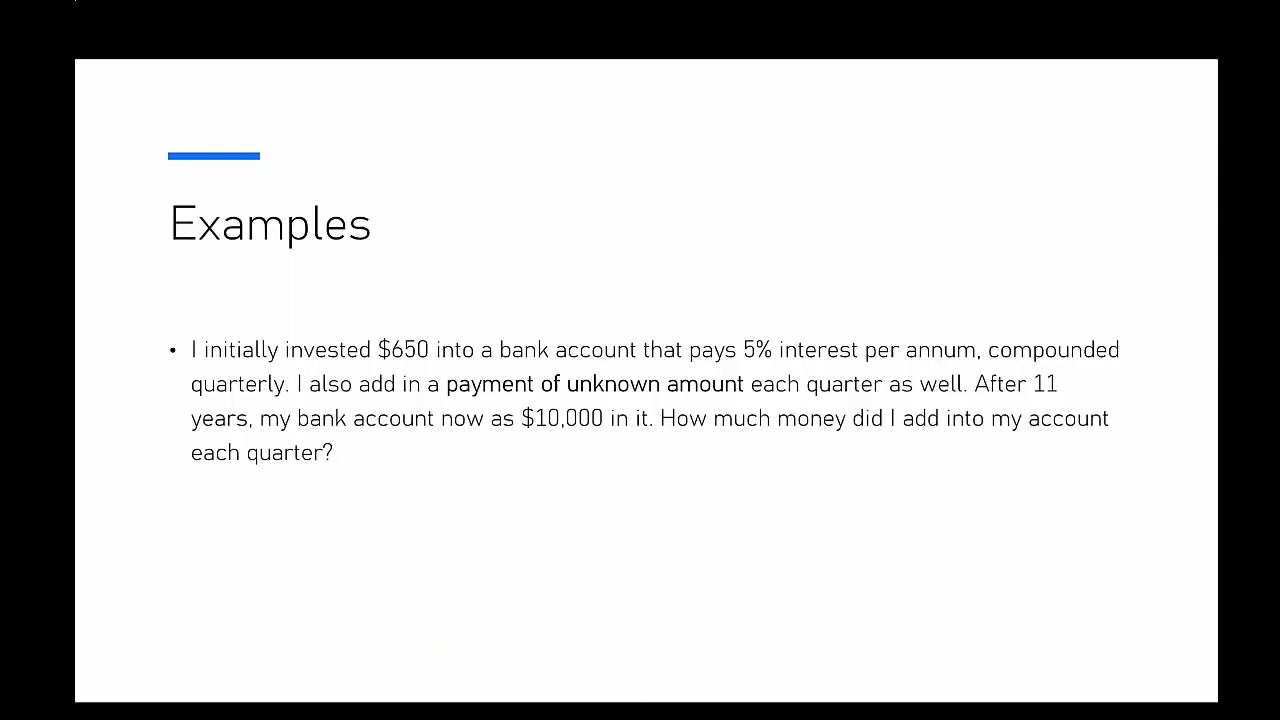 Examples
• I initially invested $650 into a bank account that pays 5% interest per annum, compounded
quarterly. I also add in a payment of unknown amount each quarter as well. After 11
years, my bank account now as $10,000 in it. How much money did I add into my account
each quarter?